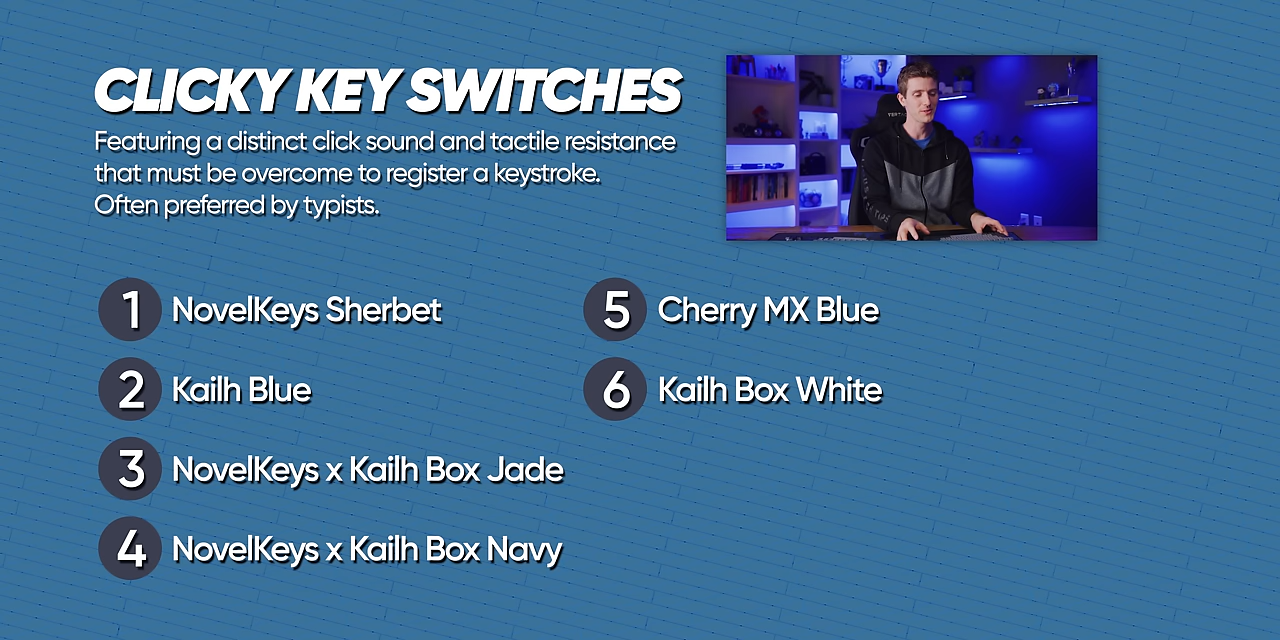 CLICKY KEY SWITCHES
Featuring a distinct click sound and tactile resistance
that must be overcome to register a keystroke.
Often preferred by typists.
1 NovelKeys Sherbet
2 Kailh Blue
3 NovelKeys x Kailh Box Jade
4 NovelKeys x Kailh Box Navy
5 Cherry MX Blue
6 Kailh Box White